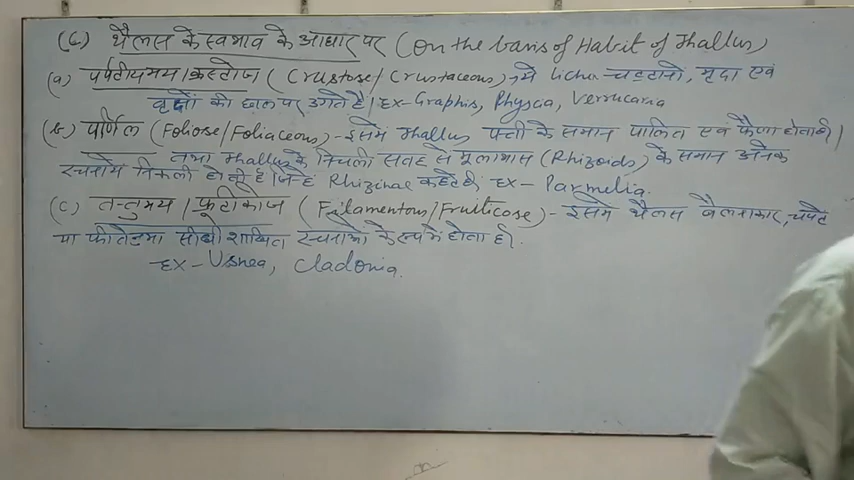 (C) थैलस के स्वभाव के आधार पर (On the basis of Habit of Thallus)
(a) पर्पटीयमय/क्रस्टोज (Crustose/Crustaceous) → ये lichen चट्टानो, मृदा एवं
वृक्षों की छाल पर उगते हैं। Ex-Graphis, Physcia, Verrucaria
(b) पर्णिल (Foliose/Foliaceous) - इसमे Thallus पत्ती के समान पालित एवं फैला होता है।
तथा Thallus के निचली सतह से मूलाभास (Rhizoids) के समान अनेक
रचनाये निकली होती है जिन्हे Rhizinae कहते है। Ex- Parmelia.
(C) तन्तुमय/फ्रूटीकोज (Filamentous/Fruiticose) - इसमे थैलस बेलनाकार, चपटे
या फीते सीधी शाखित रचनाओ के रूप मे होता है।
Ex- Usnea, Cladonia.